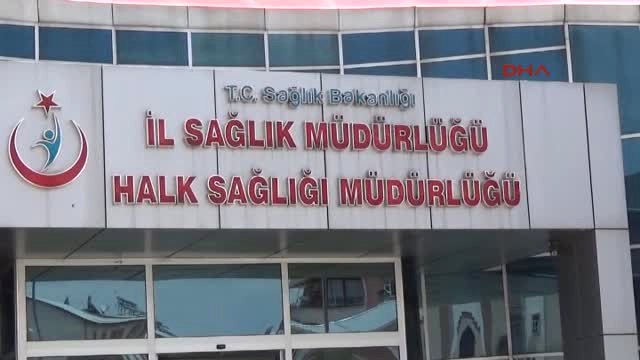 DHA
T.C. Sağlık Bakanlığı
İL SAĞLIK MÜDÜRLÜĞÜ
HALK SAĞLIĞI MÜDÜRLÜĞÜ